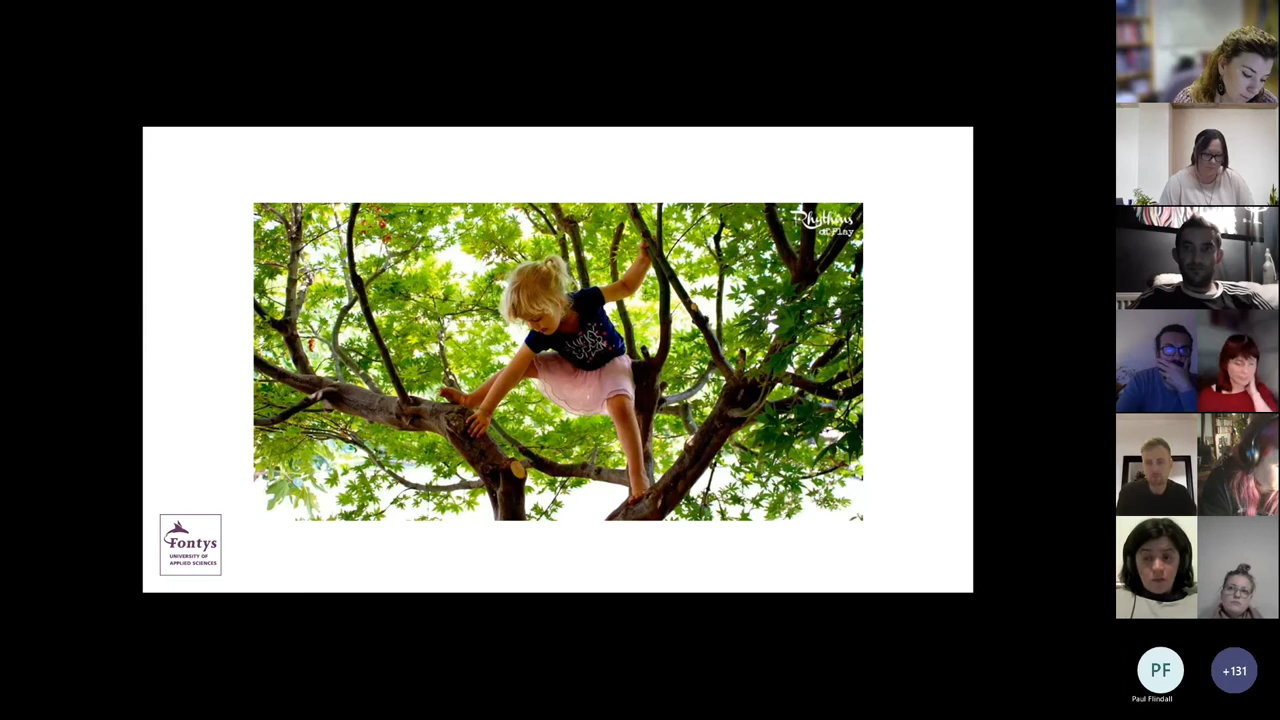 Rhythms
of Play
Fontys
UNIVERSITY OF
APPLIED SCIENCES
PF
+131
Paul Flindall